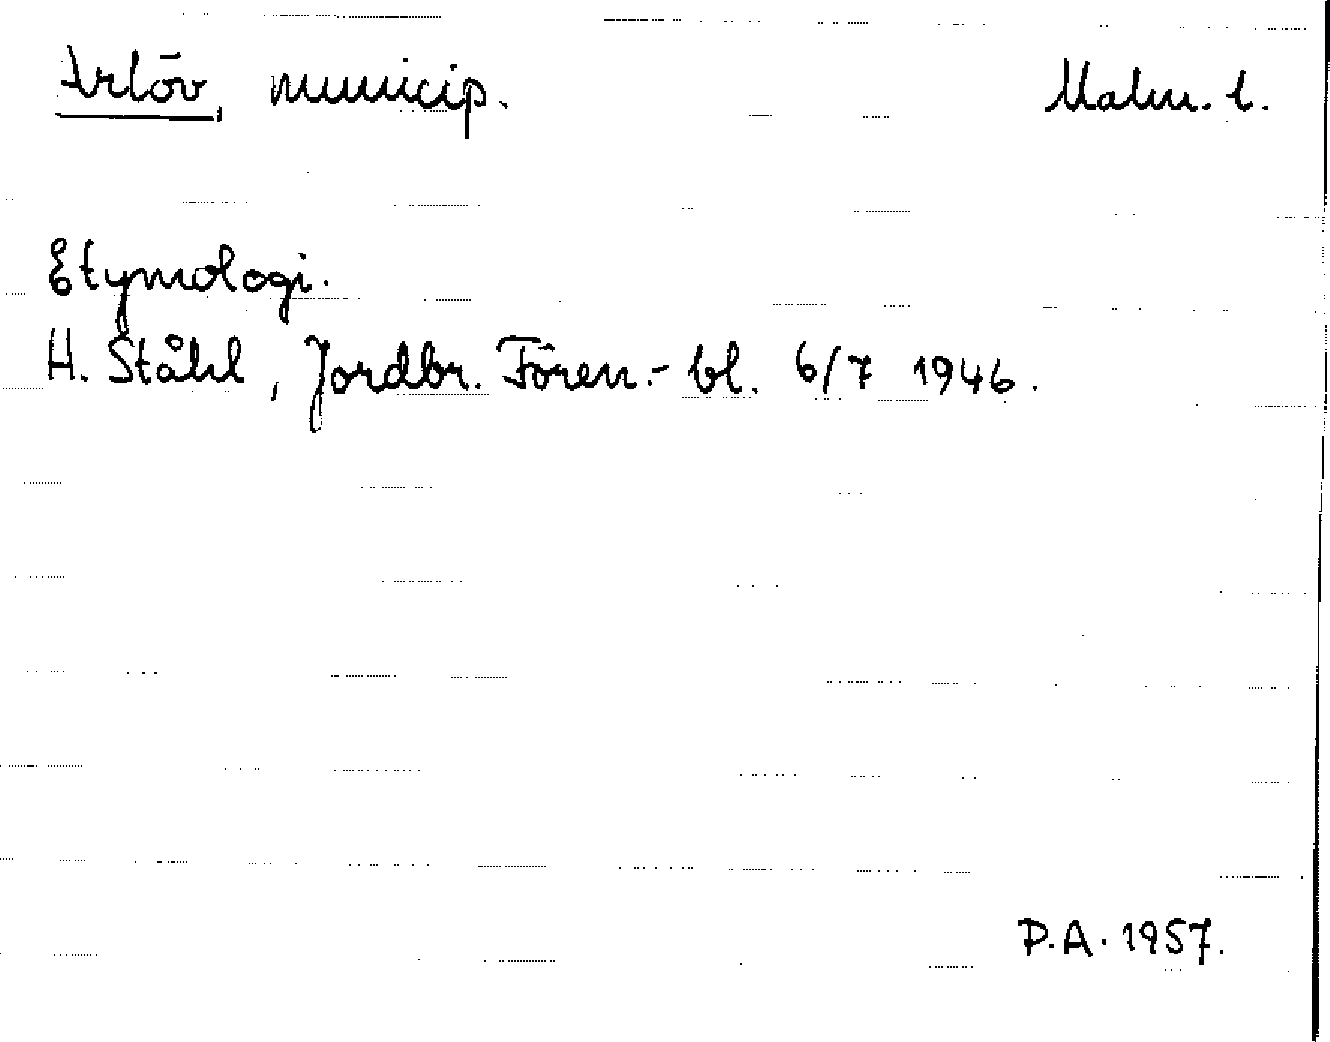 Arlöv, municip. Malm. l.
Etymologi.
H. Ståhl, Jordbr. Fören.- bl. 6/7 1946.
P.A. 1957.